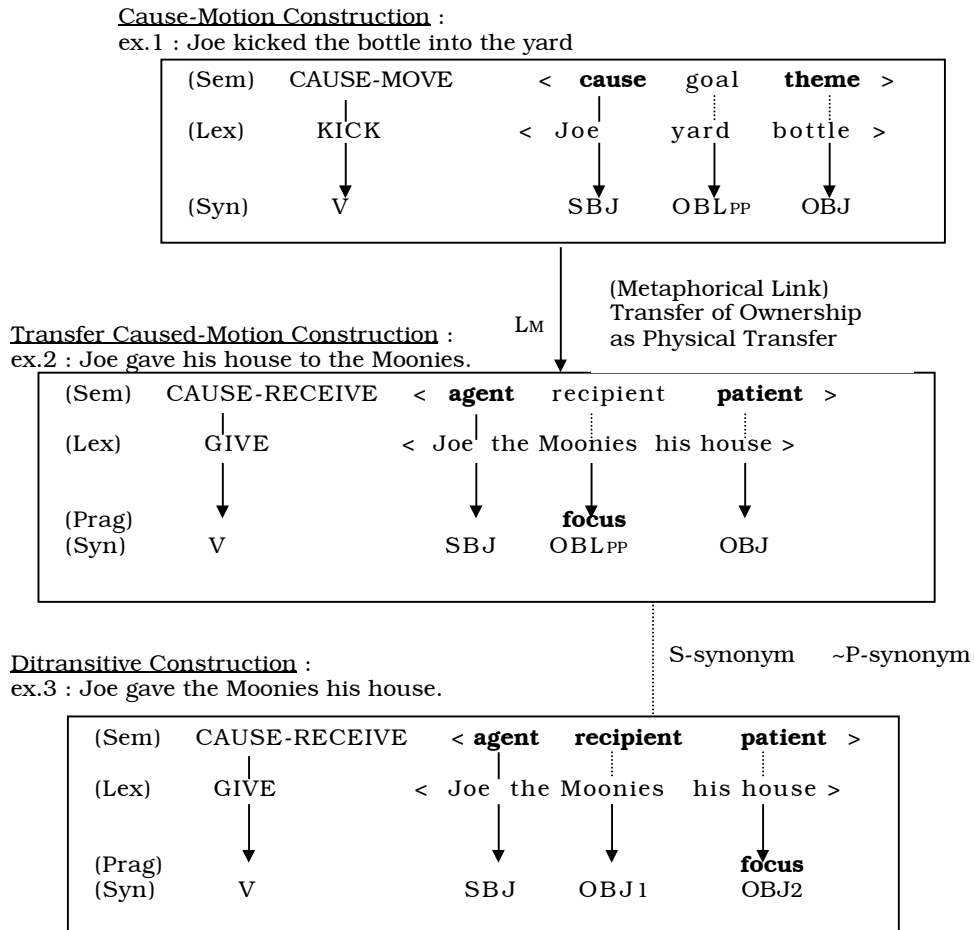 Cause-Motion Construction :
ex.1 : Joe kicked the bottle into the yard
(Sem) CAUSE-MOVE < cause goal theme >
(Lex) KICK < Joe yard bottle >
(Syn) V SBJ OBLPP OBJ
(Metaphorical Link)
Transfer of Ownership
as Physical Transfer
LM
Transfer Caused-Motion Construction :
ex.2 : Joe gave his house to the Moonies.
(Sem) CAUSE-RECEIVE < agent recipient patient >
(Lex) GIVE < Joe the Moonies his house >
(Prag) focus
(Syn) V SBJ OBLPP OBJ
S-synonym ~P-synonym
Ditransitive Construction :
ex.3 : Joe gave the Moonies his house.
(Sem) CAUSE-RECEIVE < agent recipient patient >
(Lex) GIVE < Joe the Moonies his house >
(Prag) focus
(Syn) V SBJ OBJ1 OBJ2